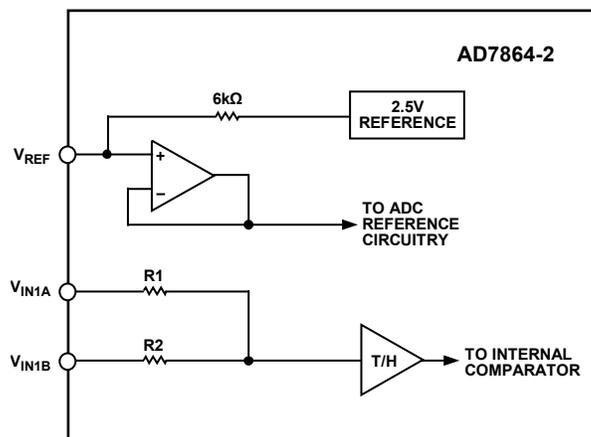 AD7864-2
6kΩ
2.5V
REFERENCE
VREF
+
–
TO ADC
REFERENCE
CIRCUITRY
VIN1A
R1
VIN1B
R2
T/H
TO INTERNAL
COMPARATOR